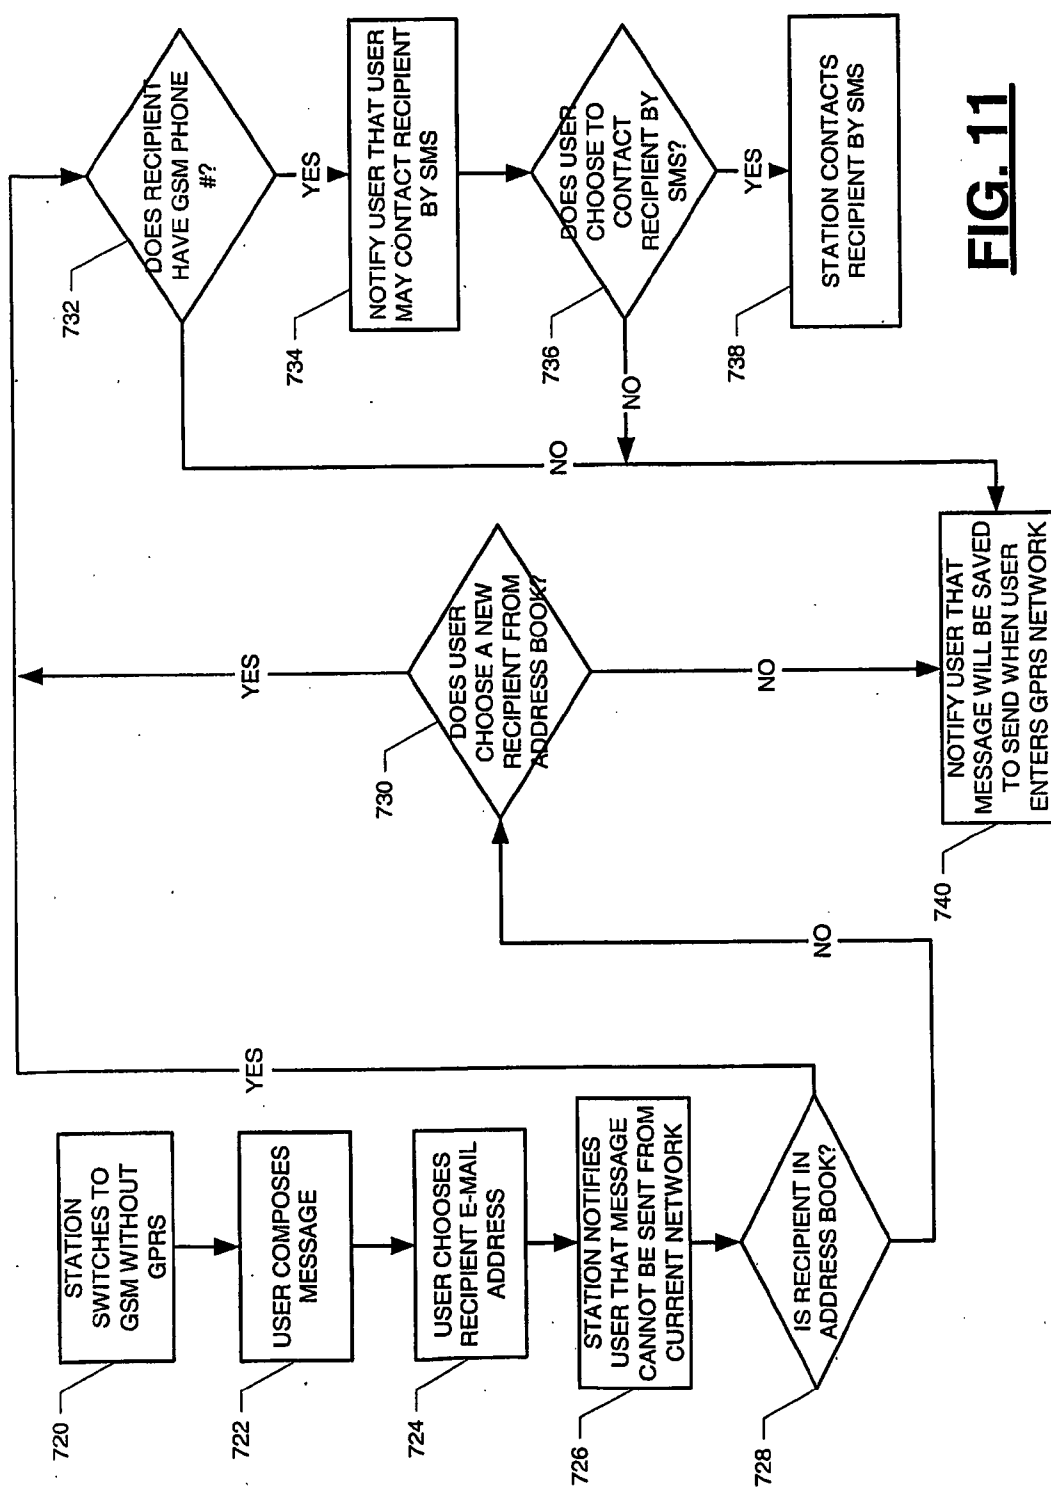 720
STATION
SWITCHES TO
GSM WITHOUT
GPRS
722
USER COMPOSES
MESSAGE
724
USER CHOOSES
RECIPIENT E-MAIL
ADDRESS
726
STATION NOTIFIES
USER THAT MESSAGE
CANNOT BE SENT FROM
CURRENT NETWORK
728
IS RECIPIENT IN
ADDRESS BOOK?
YES
NO
730
DOES USER
CHOOSE A NEW
RECIPIENT FROM
ADDRESS BOOK?
YES
NO
732
DOES RECIPIENT
HAVE GSM PHONE
#?
YES
NO
734
NOTIFY USER THAT USER
MAY CONTACT RECIPIENT
BY SMS
736
DOES USER
CHOOSE TO
CONTACT
RECIPIENT BY
SMS?
YES
NO
738
STATION CONTACTS
RECIPIENT BY SMS
740
NOTIFY USER THAT
MESSAGE WILL BE SAVED
TO SEND WHEN USER
ENTERS GPRS NETWORK
FIG. 11